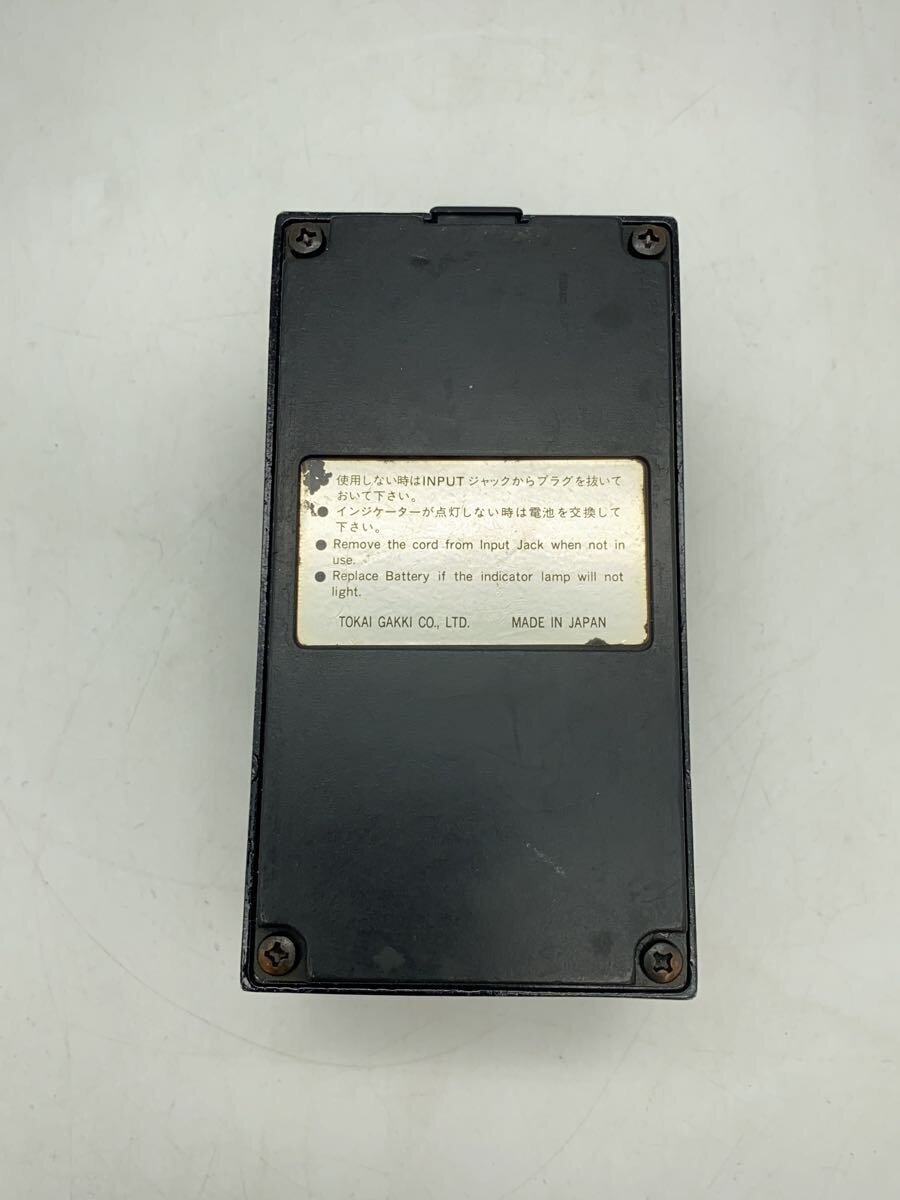 ● 使用しない時はINPUT ジャックからプラグを抜いて
おいて下さい。
● インジケーターが点灯しない時は電池を交換して
下さい。
● Remove the cord from Input Jack when not in
use.
● Replace Battery if the indicator lamp will not
light.
TOKAI GAKKI CO., LTD. MADE IN JAPAN